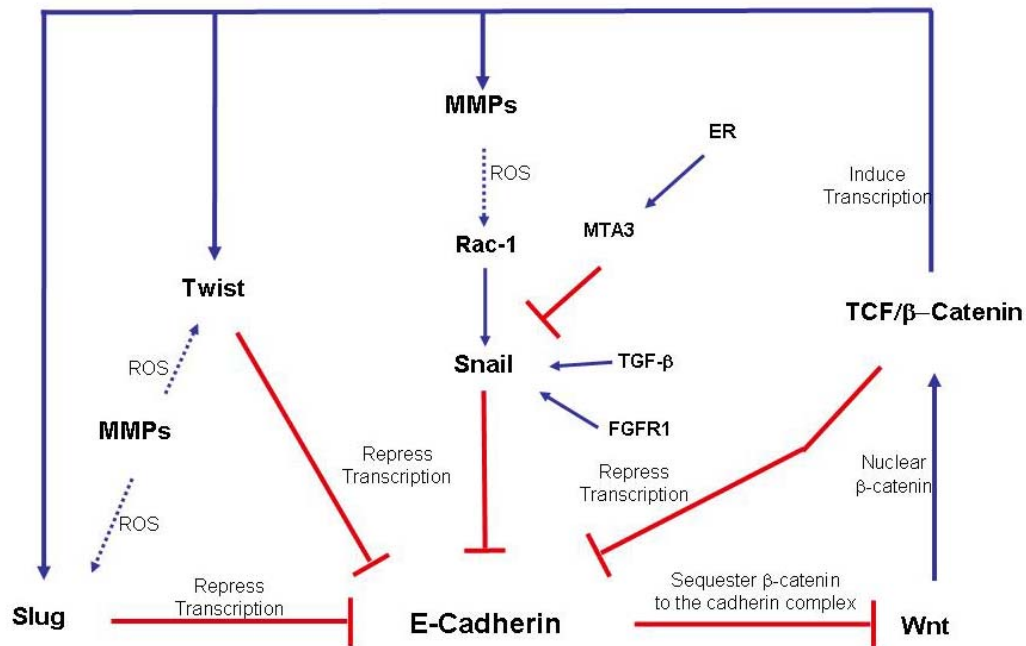 MMPs
ER
ROS
Induce
Transcription
MTA3
Rac-1
Twist
TCF/β–Catenin
Snail
TGF-β
ROS
MMPs
FGFR1
Repress
Transcription
Repress
Transcription
Nuclear
β-catenin
ROS
Repress
Transcription
Sequester β-catenin
to the cadherin complex
Slug
E-Cadherin
Wnt